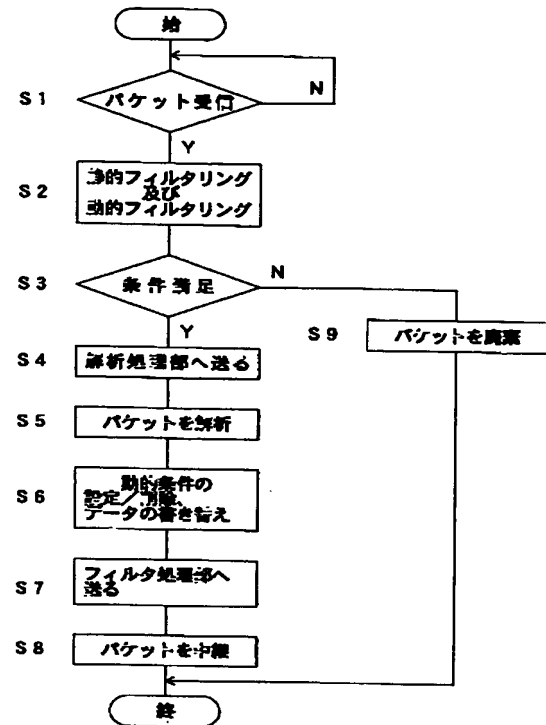 始
S1
パケット受信
N
Y
S2
静的フィルタリング
及び
動的フィルタリング
S3
条件満足
N
Y
S9
パケットを廃棄
S4
解析処理部へ送る
S5
パケットを解析
S6
動的条件の
設定／削除、
データの書き替え
S7
フィルタ処理部へ
送る
S8
パケットを中継
終